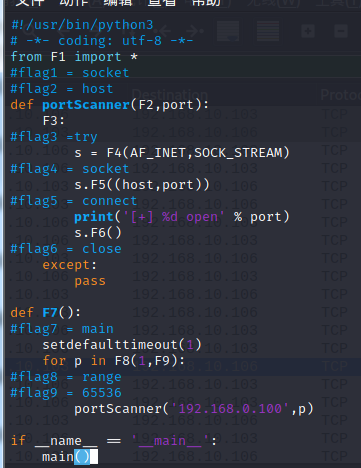 文件 动作 编辑 查看 帮助
#!/usr/bin/python3
# -*- coding: utf-8 -*-
from F1 import *
#flag1 = socket
#flag2 = host
def portScanner(F2,port):
    F3:
#flag3 =try
        s = F4(AF_INET,SOCK_STREAM)
#flag4 = socket
        s.F5((host,port))
#flag5 = connect
        print('[+] %d open' % port)
        s.F6()
#flag6 = close
    except:
        pass

def F7():
#flag7 = main
    setdefaulttimeout(1)
    for p in F8(1,F9):
#flag8 = range
#flag9 = 65536
        portScanner('192.168.0.100',p)

if __name__ == '__main__':
    main()